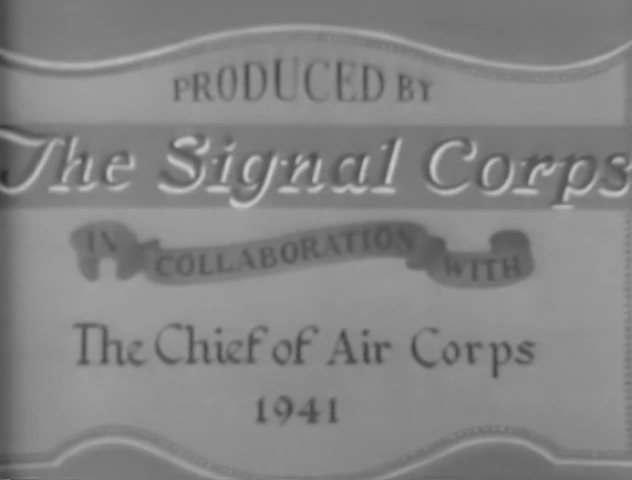 PRODUCED BY
The Signal Corps
IN COLLABORATION WITH
The Chief of Air Corps
1941